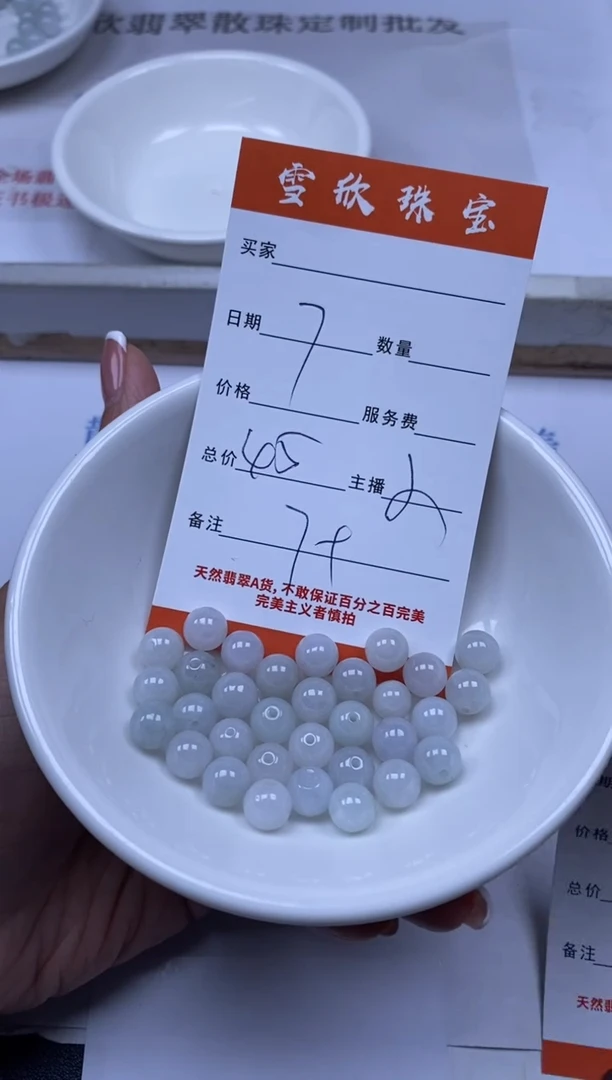 欣翡翠散珠定制批发
雪欣珠宝
买家
日期 7 数量
价格 服务费
总价 45 主播
备注 7+
天然翡翠A货,不敢保证百分之百完美
完美主义者慎拍
价格
总价
备注
天然翡